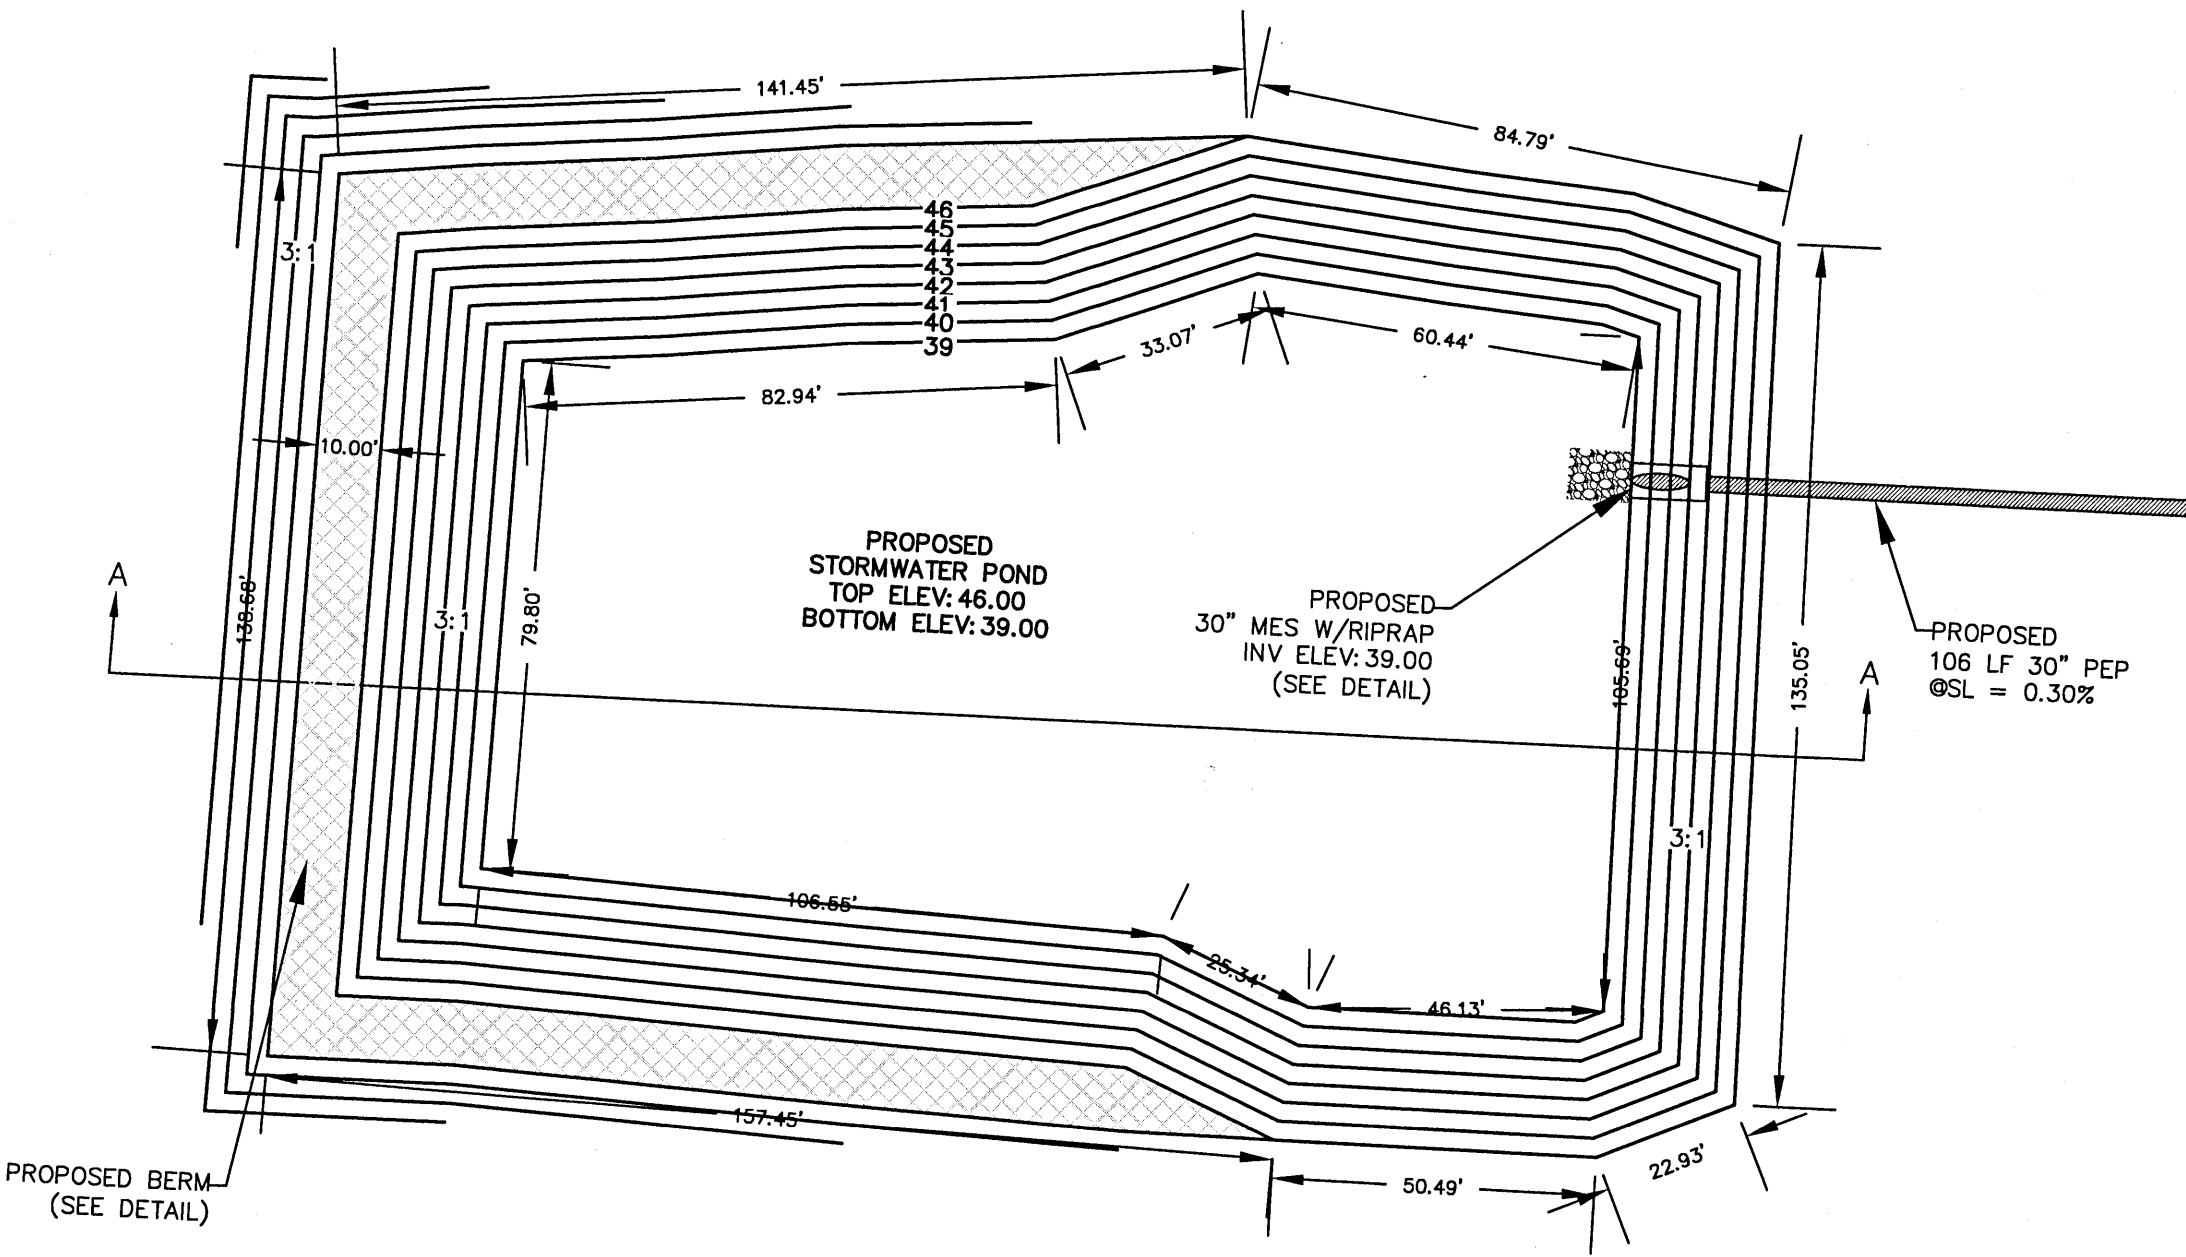 141.45'
84.79'
46
45
44
43
42
41
40
39
3:1
33.07'
60.44'
82.94'
10.00'
PROPOSED
STORMWATER POND
TOP ELEV: 46.00
BOTTOM ELEV: 39.00
A
138.68'
3:1
79.80'
PROPOSED
30" MES W/RIPRAP
INV ELEV: 39.00
(SEE DETAIL)
105.69'
135.05'
A
PROPOSED
106 LF 30" PEP
@SL = 0.30%
3:1
106.55'
25.34'
46.13'
157.45'
PROPOSED BERM
(SEE DETAIL)
50.49'
22.93'